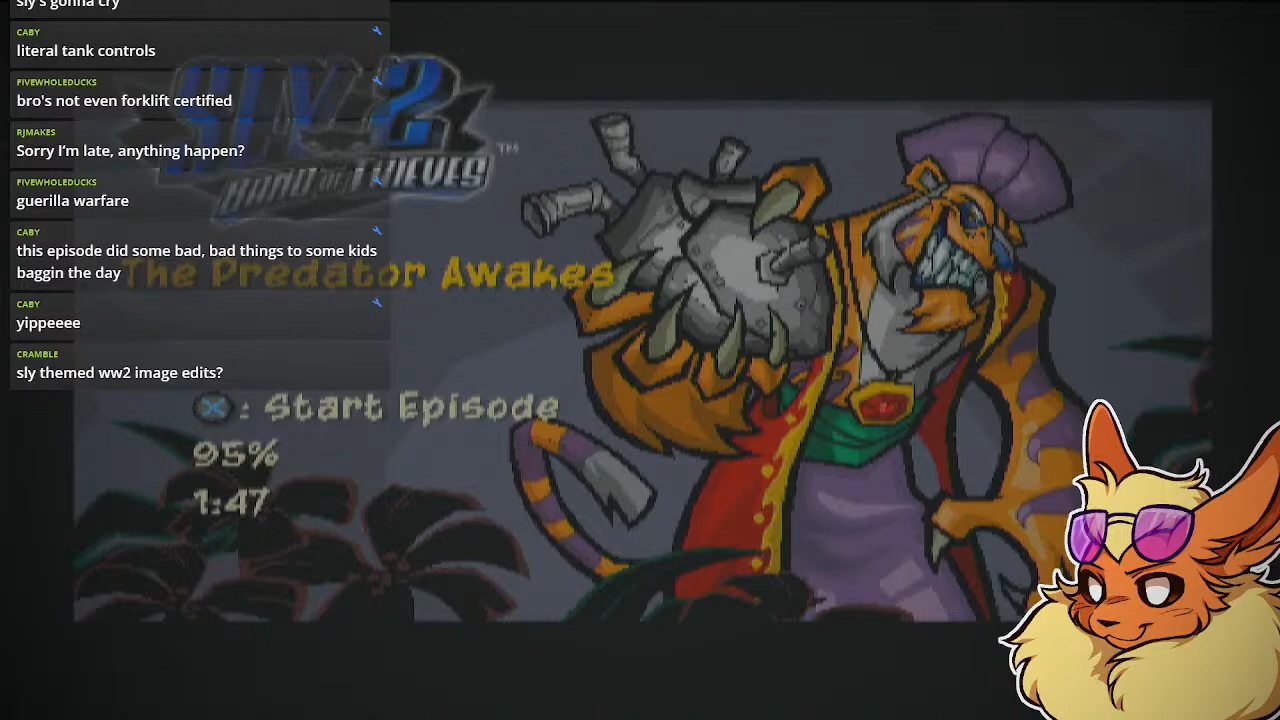 sly's gonna cry
CABY
literal tank controls
FIVEWHOLEDUCKS
bro's not even forklift certified
RJMAKES
Sorry I'm late, anything happen?
FIVEWHOLEDUCKS
guerilla warfare
CABY
this episode did some bad, bad things to some kids
baggin the day
CABY
yippeeee
CRAMBLE
sly themed ww2 image edits?
SLY 2
BAND OF THIEVES™
The Predator Awakes
X: Start Episode
95%
1:47